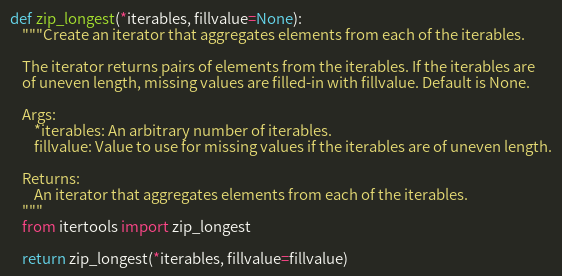 def zip_longest(*iterables, fillvalue=None):
"""Create an iterator that aggregates elements from each of the iterables.
The iterator returns pairs of elements from the iterables. If the iterables are
of uneven length, missing values are filled-in with fillvalue. Default is None.
Args:
*iterables: An arbitrary number of iterables.
fillvalue: Value to use for missing values if the iterables are of uneven length.
Returns:
An iterator that aggregates elements from each of the iterables.
"""
from itertools import zip_longest
return zip_longest(*iterables, fillvalue=fillvalue)